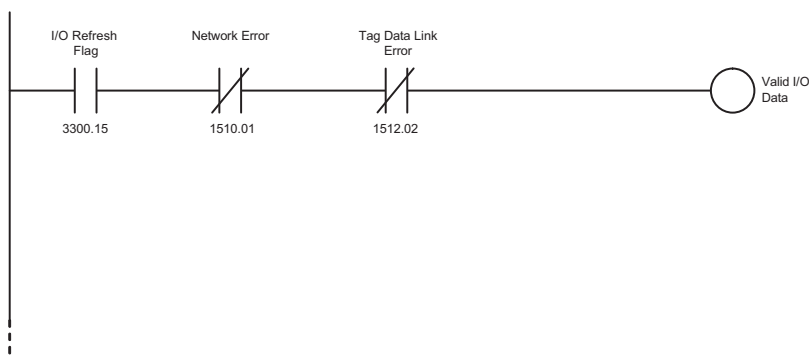 I/O Refresh
Flag
Network Error
Tag Data Link
Error
Valid I/O
Data
3300.15
1510.01
1512.02